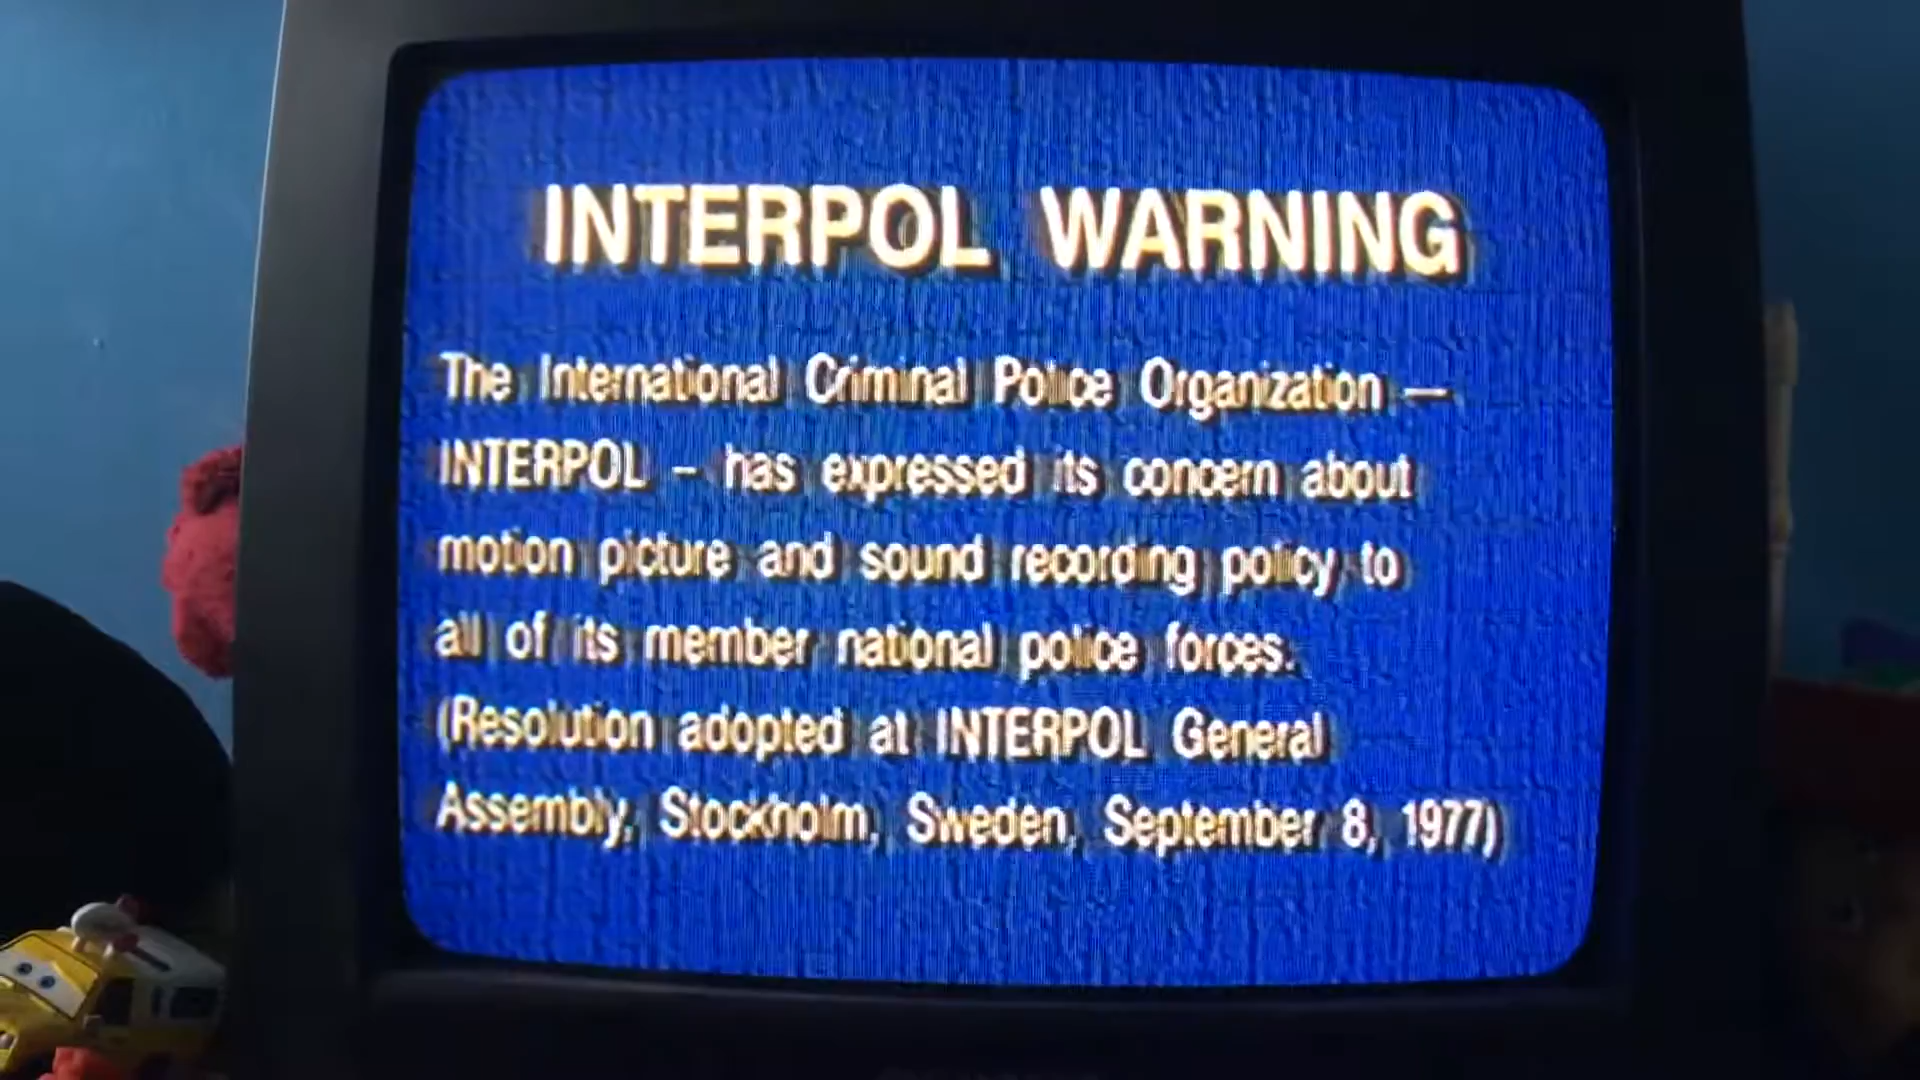 INTERPOL WARNING
The International Criminal Police Organization —
INTERPOL – has expressed its concern about
motion picture and sound recording policy to
all of its member national police forces.
(Resolution adopted at INTERPOL General
Assembly, Stockholm, Sweden, September 8, 1977)